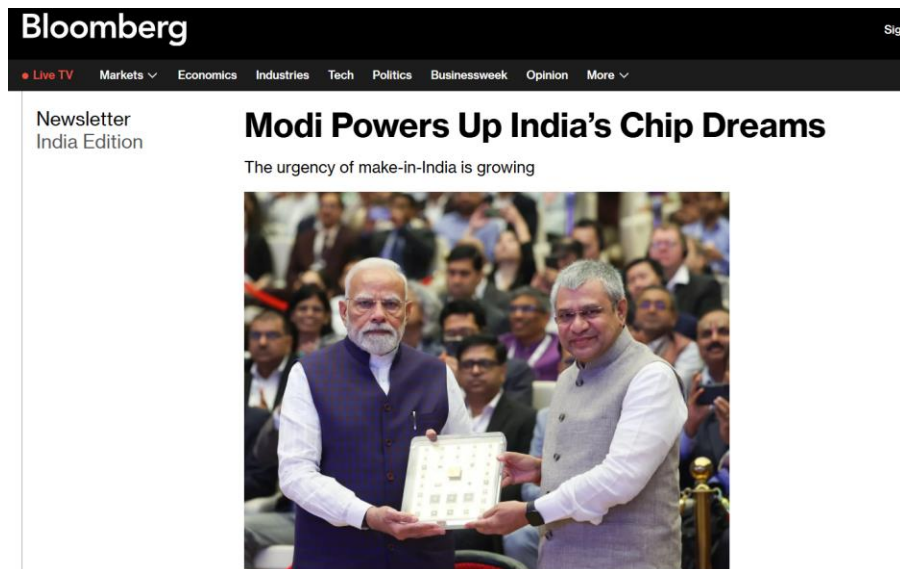 Bloomberg
Sig
Live TV Markets Economics Industries Tech Politics Businessweek Opinion More
Newsletter
India Edition
Modi Powers Up India’s Chip Dreams
The urgency of make-in-India is growing